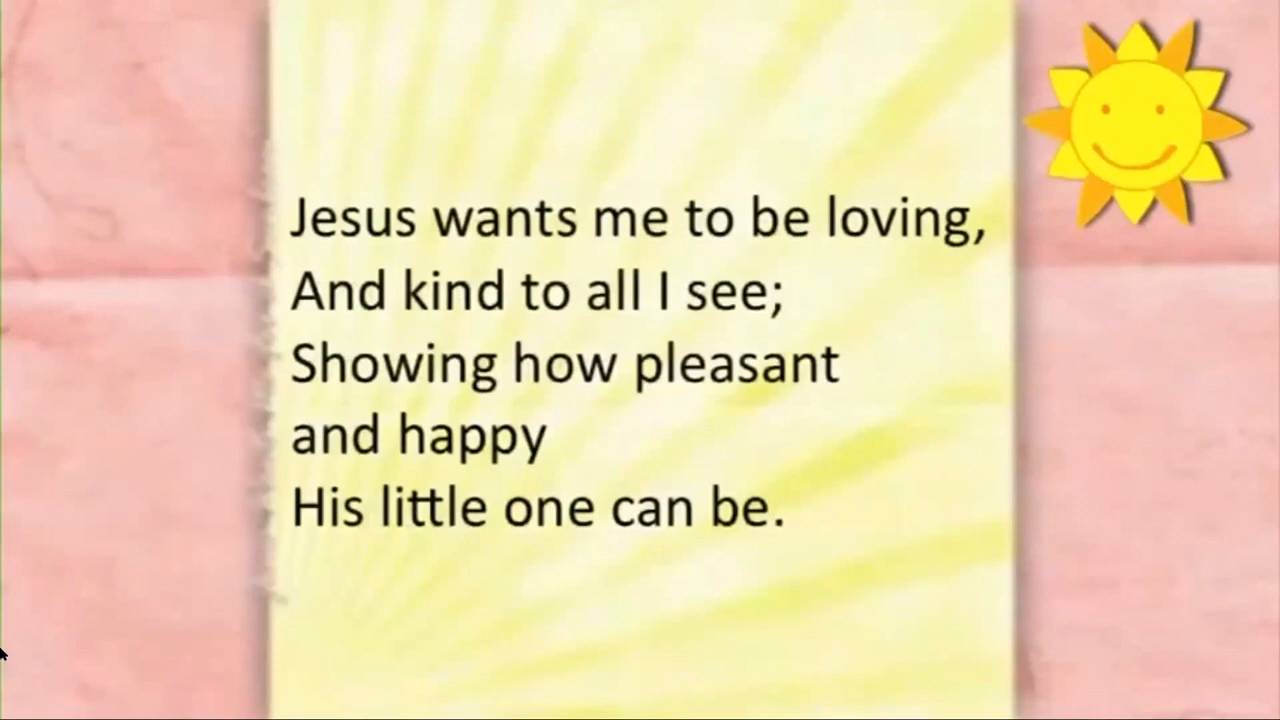 Jesus wants me to be loving,
And kind to all I see;
Showing how pleasant
and happy
His little one can be.